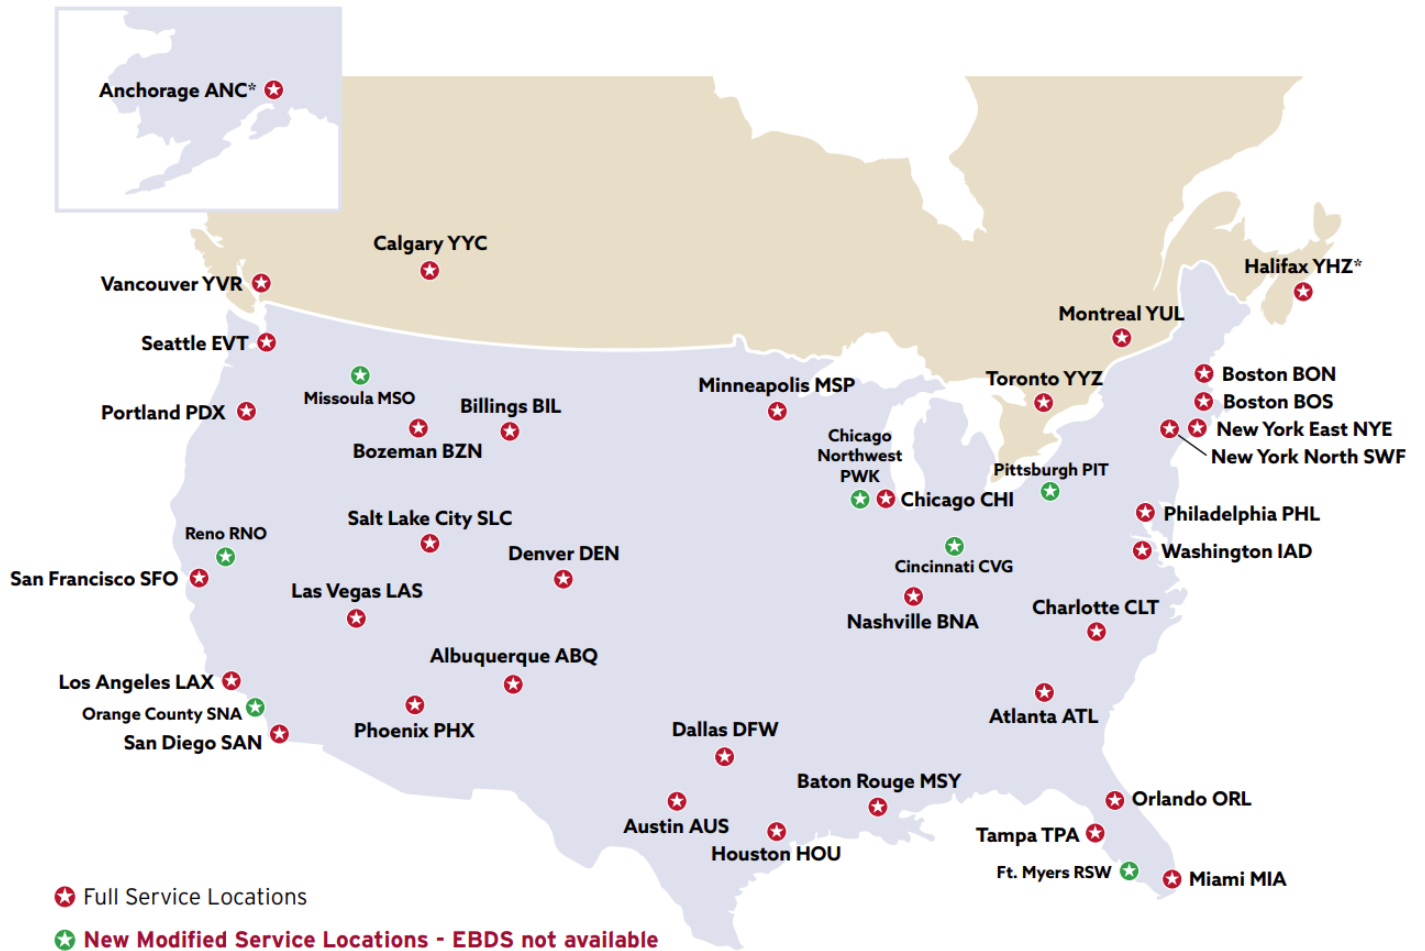 Anchorage ANC*
Calgary YYC
Vancouver YVR
Halifax YHZ*
Montreal YUL
Seattle EVT
Missoula MSO
Minneapolis MSP
Toronto YYZ
Boston BON
Portland PDX
Billings BIL
Boston BOS
Bozeman BZN
Chicago
Northwest
PWK
New York East NYE
New York North SWF
Pittsburgh PIT
Chicago CHI
Salt Lake City SLC
Philadelphia PHL
Reno RNO
Denver DEN
Washington IAD
Cincinnati CVG
San Francisco SFO
Las Vegas LAS
Charlotte CLT
Nashville BNA
Albuquerque ABQ
Los Angeles LAX
Orange County SNA
Atlanta ATL
Phoenix PHX
Dallas DFW
San Diego SAN
Baton Rouge MSY
Orlando ORL
Austin AUS
Tampa TPA
Houston HOU
Ft. Myers RSW
Miami MIA
Full Service Locations
New Modified Service Locations - EBDS not available